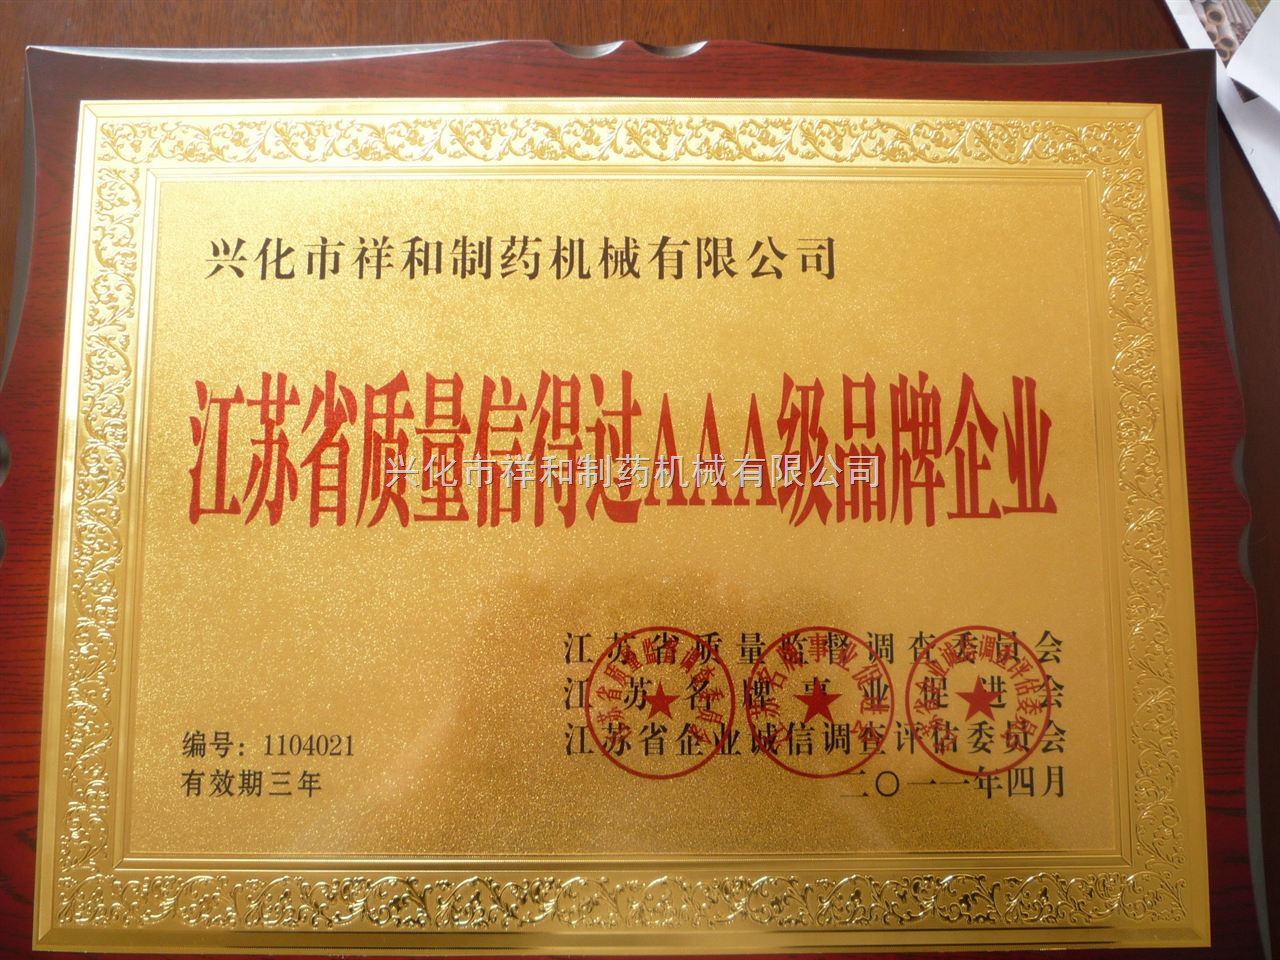 兴化市祥和制药机械有限公司
江苏省质量信得过AAA级品牌企业
兴化市祥和制药机械有限公司
江苏省质量监督调查委员会
江苏名牌事业促进会
江苏省企业诚信调查评估委员会
二〇一一年四月
编号：1104021
有效期三年